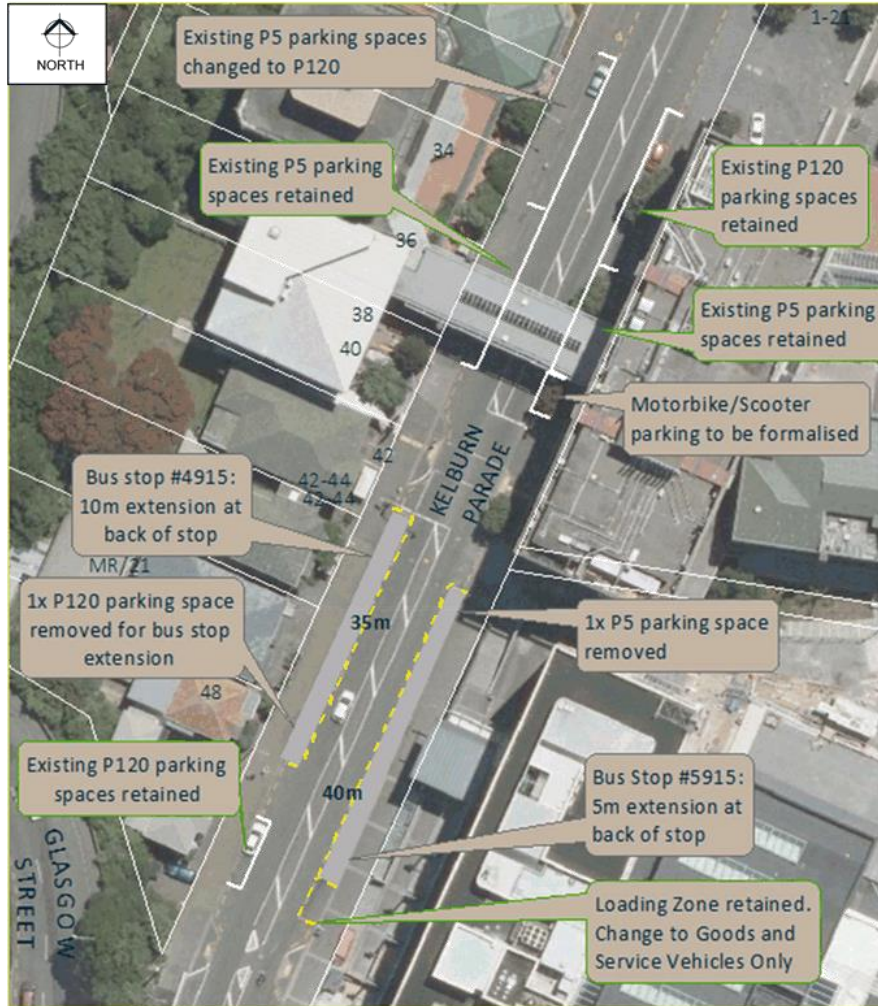 NORTH
1-21
Existing P5 parking spaces
changed to P120
34
Existing P5 parking
spaces retained
Existing P120
parking spaces
retained
36
38
40
Existing P5 parking
spaces retained
Motorbike/Scooter
parking to be formalised
KELBURN
PARADE
42
42-44
42-44
Bus stop #4915:
10m extension at
back of stop
MR/21
1x P120 parking space
removed for bus stop
extension
35m
1x P5 parking space
removed
48
Existing P120 parking
spaces retained
40m
Bus Stop #5915:
5m extension at
back of stop
GLASGOW
STREET
Loading Zone retained.
Change to Goods and
Service Vehicles Only